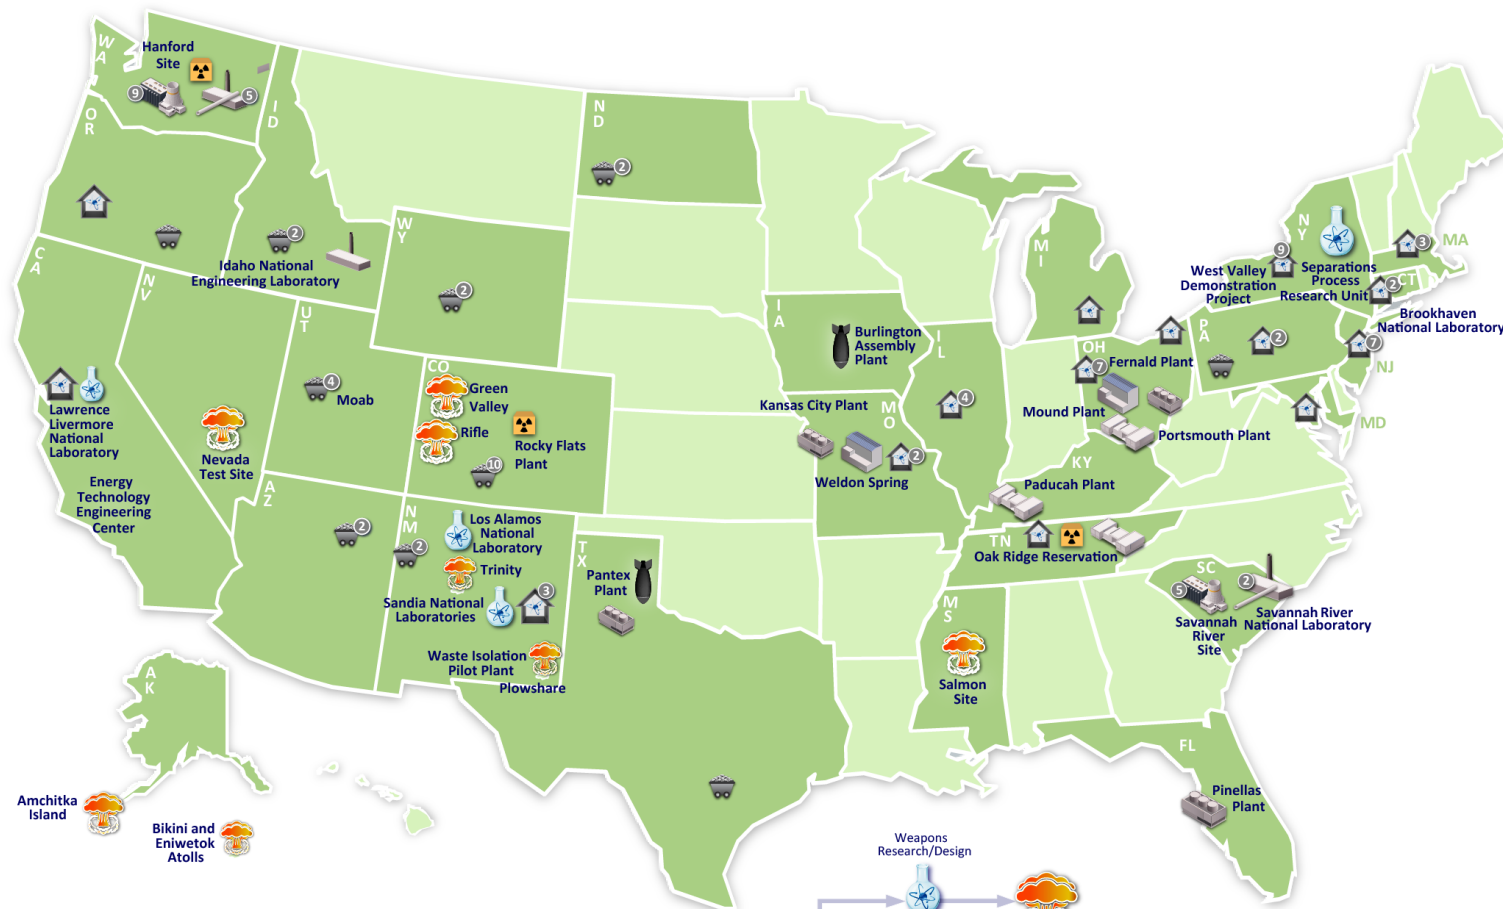 WA
Hanford
Site
9
5
OR
ID
ND
2
WY
2
Idaho National
Engineering Laboratory
2
CA
NV
UT
4
Moab
Lawrence
Livermore
National
Laboratory
Energy
Technology
Engineering
Center
Nevada
Test Site
CO
Green
Valley
Rifle
Rocky Flats
Plant
10
AZ
2
NM
2
Los Alamos
National
Laboratory
Trinity
Sandia National
Laboratories
3
Waste Isolation
Pilot Plant
Plowshare
TX
Pantex
Plant
IA
Burlington
Assembly
Plant
MO
Kansas City Plant
2
Weldon Spring
IL
4
MI
OH
7
Fernald Plant
Mound Plant
Portsmouth Plant
KY
Paducah Plant
TN
Oak Ridge Reservation
MS
Salmon
Site
SC
5
2
Savannah
River
Site
Savannah River
National Laboratory
FL
Pinellas
Plant
NY
9
West Valley
Demonstration
Project
Separations
Process
Research Unit
3
MA
2
CT
Brookhaven
National Laboratory
PA
2
7
NJ
MD
AK
Amchitka
Island
Bikini and
Eniwetok
Atolls
Weapons
Research/Design